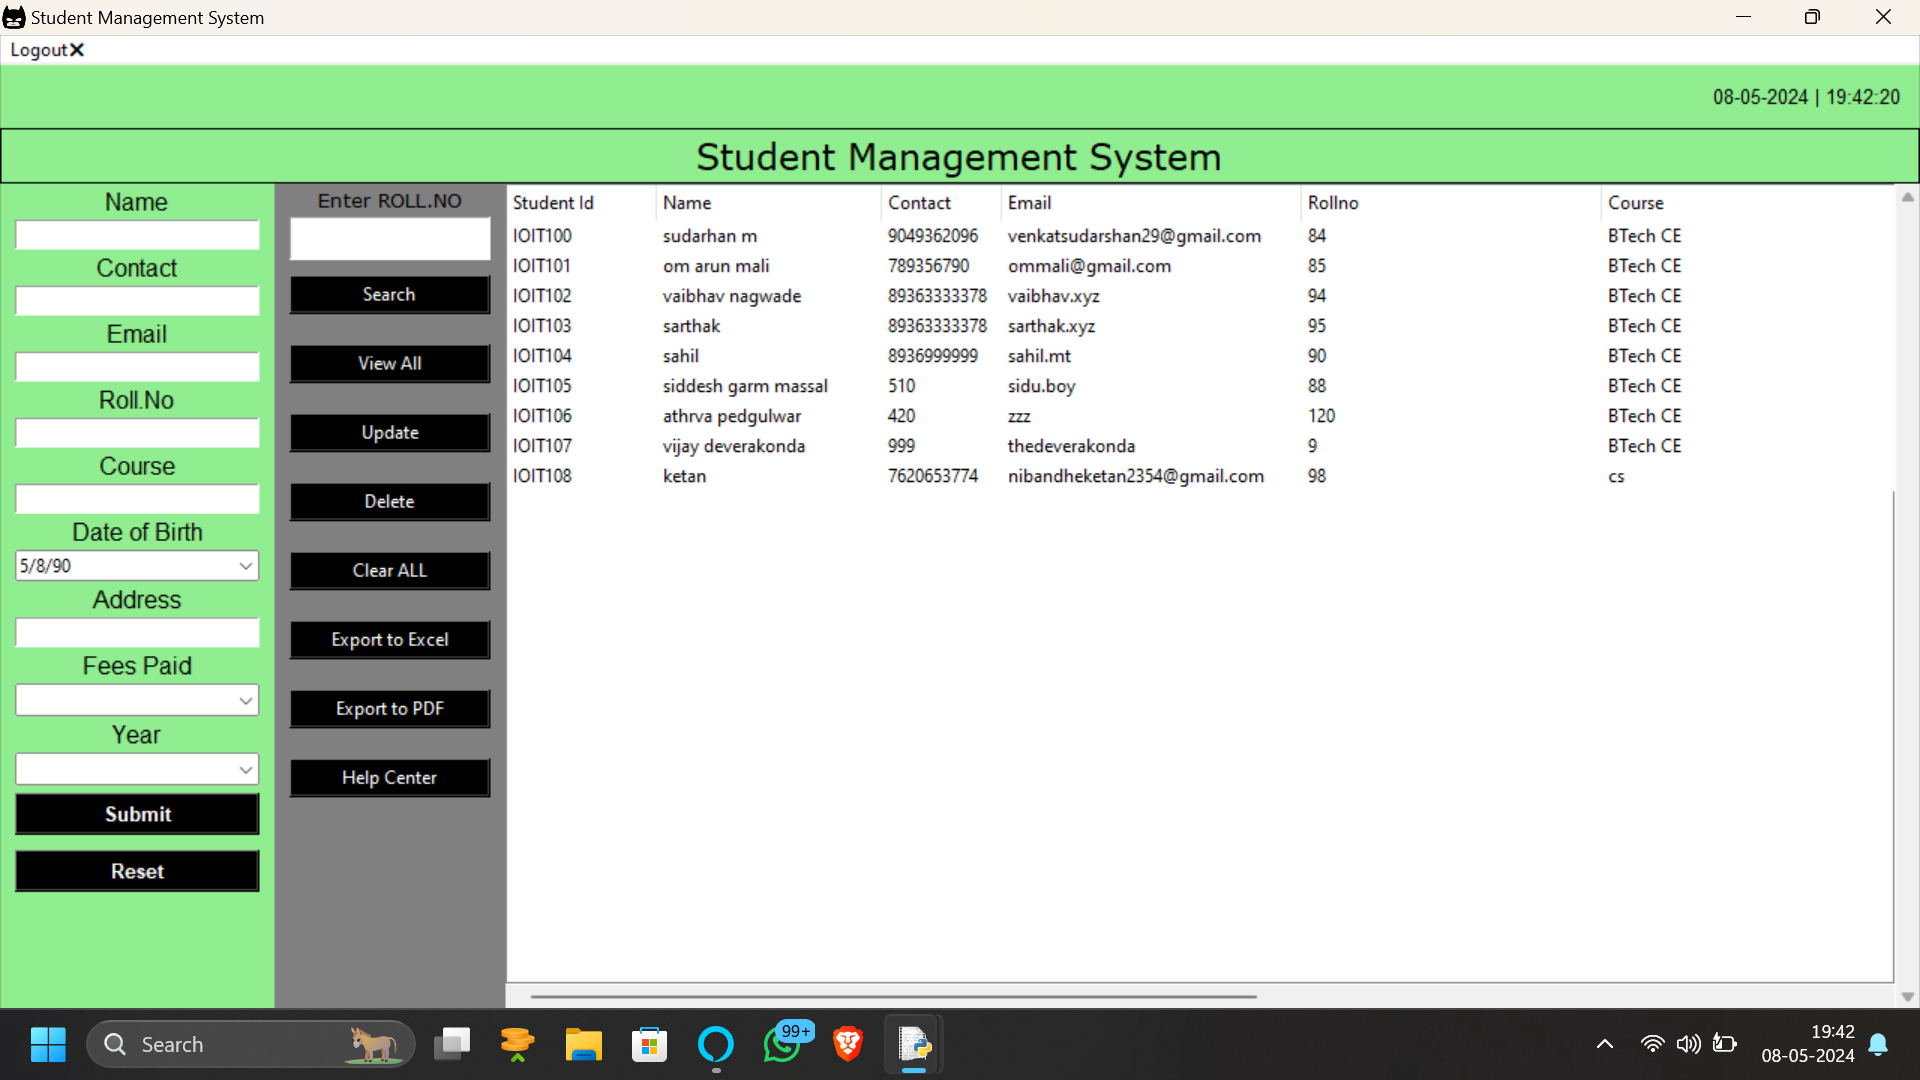 Student Management System
Logout✕
08-05-2024 | 19:42:20
Student Management System
Name
Contact
Email
Roll.No
Course
Date of Birth
5/8/90
Address
Fees Paid
Year
Submit
Reset
Enter ROLL.NO
Search
View All
Update
Delete
Clear ALL
Export to Excel
Export to PDF
Help Center
Student Id Name Contact Email Rollno Course
IOIT100 sudarhan m 9049362096 venkatsudarshan29@gmail.com 84 BTech CE
IOIT101 om arun mali 789356790 ommali@gmail.com 85 BTech CE
IOIT102 vaibhav nagwade 89363333378 vaibhav.xyz 94 BTech CE
IOIT103 sarthak 89363333378 sarthak.xyz 95 BTech CE
IOIT104 sahil 8936999999 sahil.mt 90 BTech CE
IOIT105 siddesh garm massal 510 sidu.boy 88 BTech CE
IOIT106 athrva pedgulwar 420 zzz 120 BTech CE
IOIT107 vijay deverakonda 999 thedeverakonda 9 BTech CE
IOIT108 ketan 7620653774 nibandheketan2354@gmail.com 98 cs
Search
99+
19:42
08-05-2024